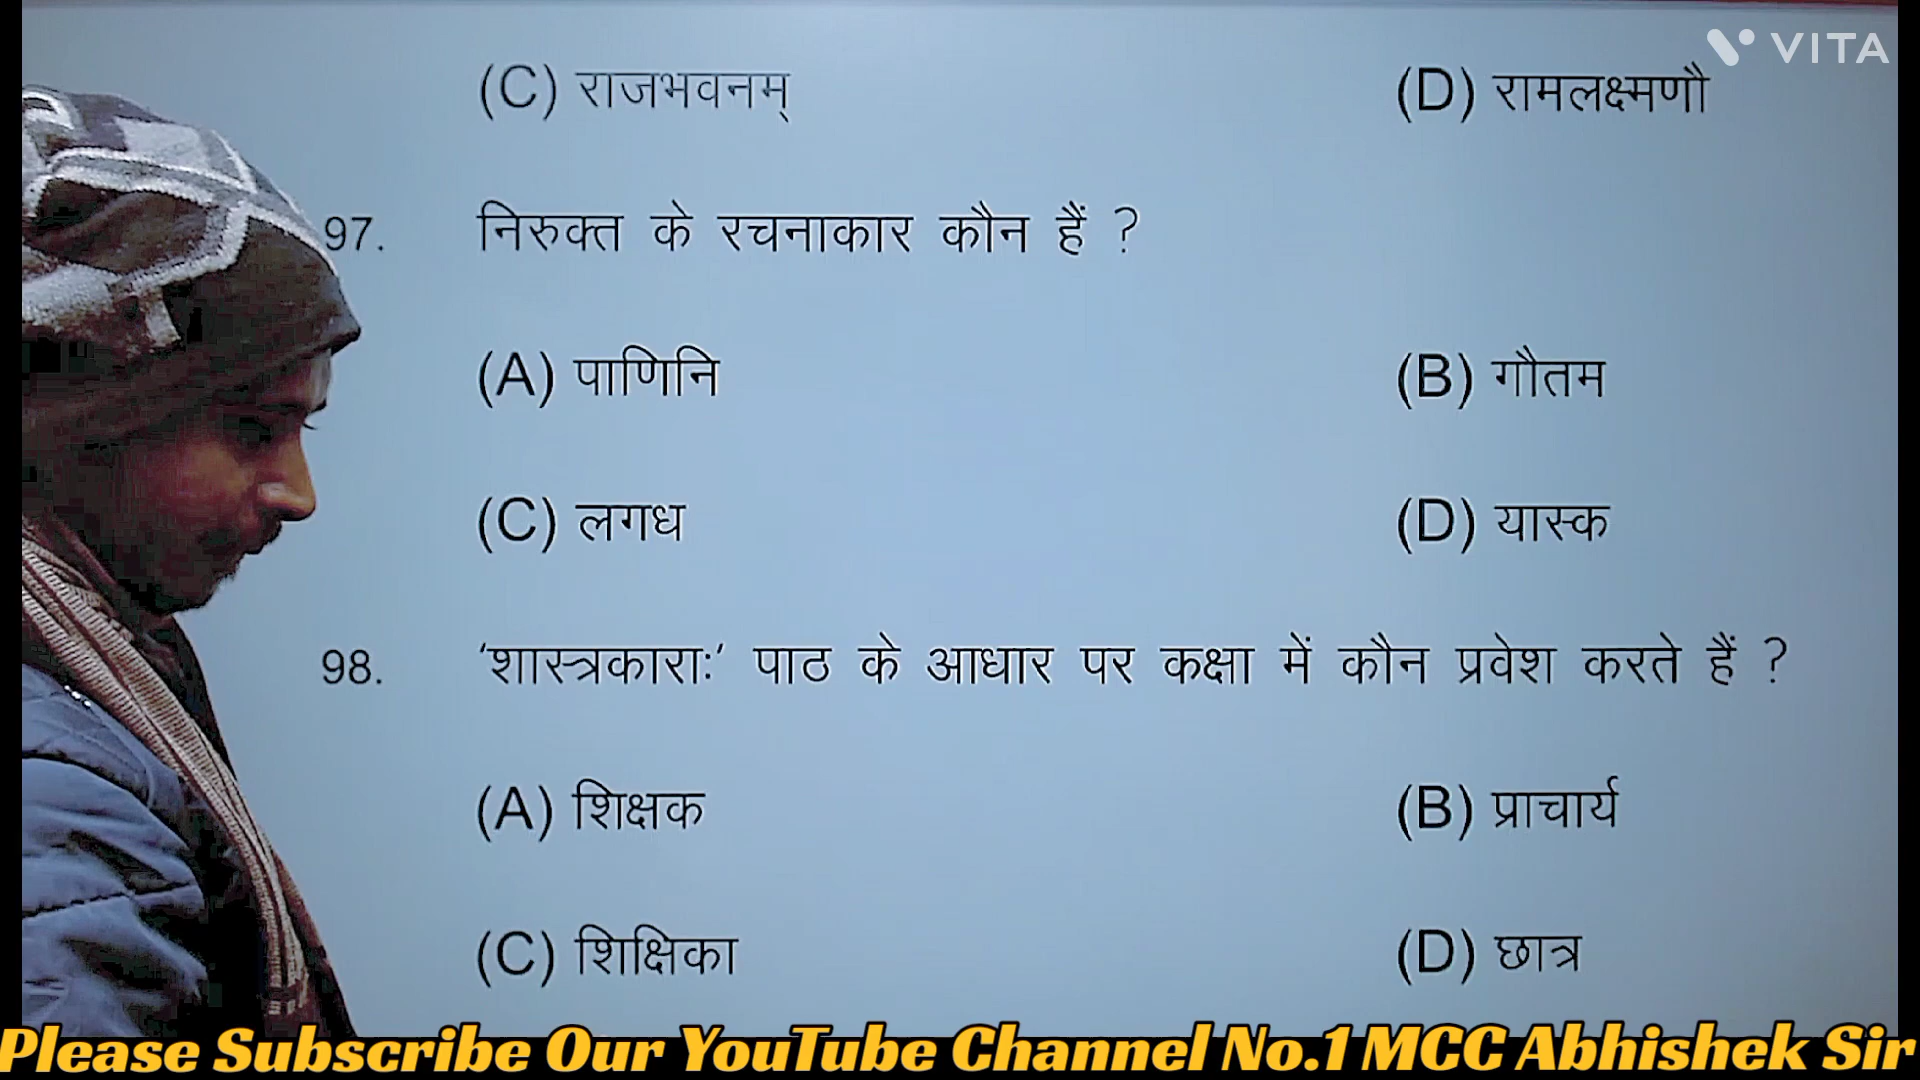 VITA
(C) राजभवनम् (D) रामलक्ष्मणौ
97. निरुक्त के रचनाकार कौन हैं ?
(A) पाणिनि (B) गौतम
(C) लगध (D) यास्क
98. 'शास्त्रकाराः' पाठ के आधार पर कक्षा में कौन प्रवेश करते हैं ?
(A) शिक्षक (B) प्राचार्य
(C) शिक्षिका (D) छात्र
Please Subscribe Our YouTube Channel No.1 MCC Abhishek Sir